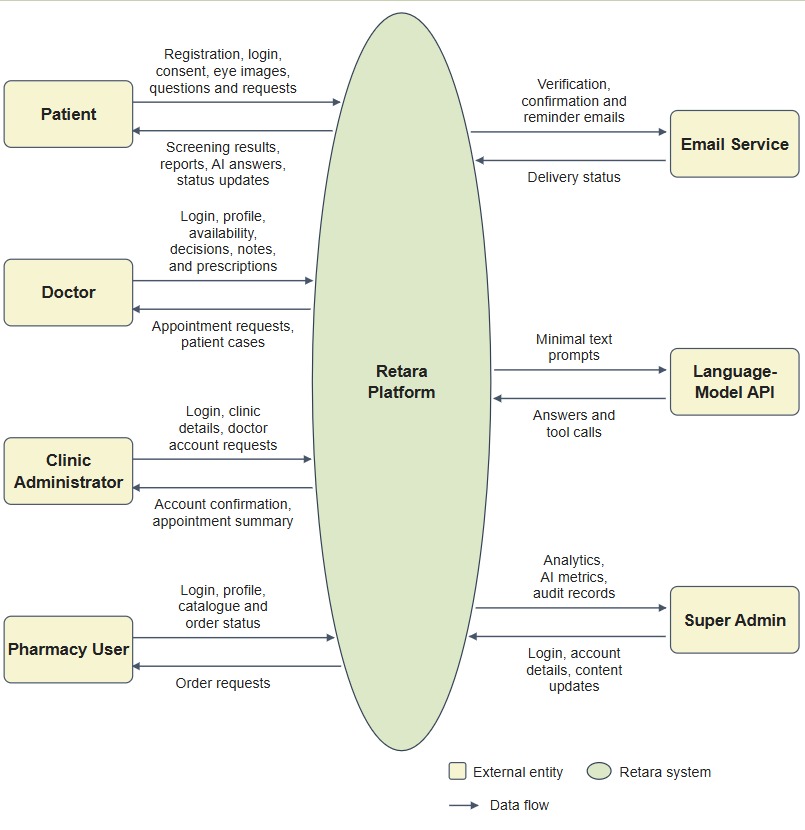 Registration, login,
consent, eye images,
questions and requests
Patient
Screening results,
reports, AI answers,
status updates
Login, profile,
availability,
decisions, notes,
and prescriptions
Doctor
Appointment requests,
patient cases
Login, clinic
details, doctor
account requests
Clinic
Administrator
Account confirmation,
appointment summary
Login, profile,
catalogue and
order status
Pharmacy User
Order requests
Retara
Platform
Verification,
confirmation and
reminder emails
Email Service
Delivery status
Minimal text
prompts
Language-
Model API
Answers and
tool calls
Analytics,
AI metrics,
audit records
Super Admin
Login, account
details, content
updates
External entity
Retara system
Data flow